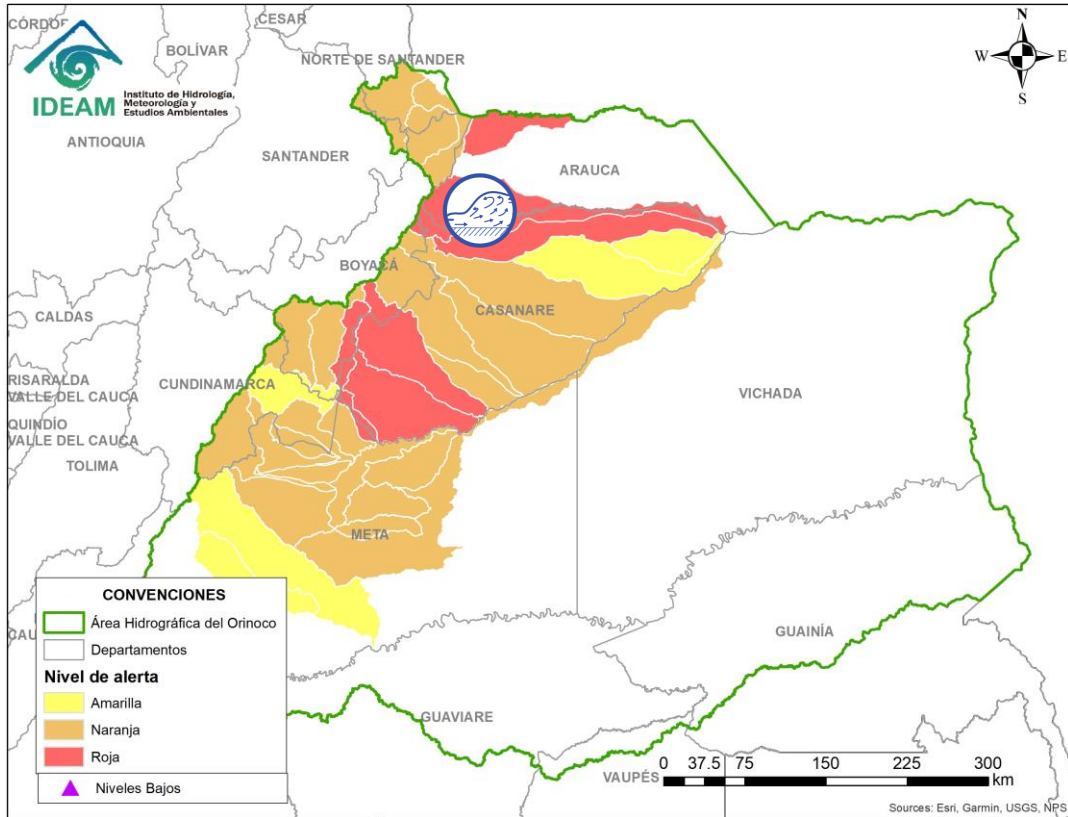 CÓRDO
CESAR
BOLÍVAR
NORTE DE SANTANDER
IDEAM
Instituto de Hidrología,
Meteorología y
Estudios Ambientales
N
W
E
S
ANTIOQUIA
SANTANDER
ARAUCA
BOYACÁ
CASANARE
CALDAS
RISARALDA
VALLE DEL CAUCA
CUNDINAMARCA
VICHADA
QUINDÍO
VALLE DEL CAUCA
TOLIMA
META
CONVENCIONES
Área Hidrográfica del Orinoco
Departamentos
Nivel de alerta
Amarilla
Naranja
Roja
Niveles Bajos
CAU
GUAINÍA
GUAVIARE
VAUPÉS
0 37.5 75 150 225 300
km
Sources: Esri, Garmin, USGS, NPS